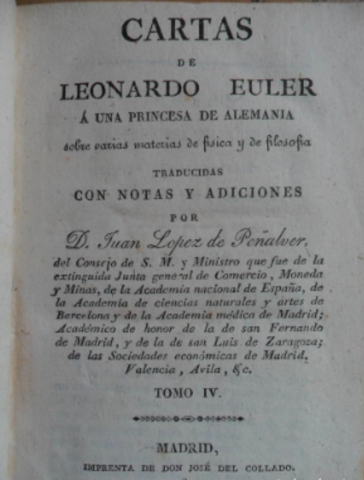 CARTAS
DE
LEONARDO EULER
Á UNA PRINCESA DE ALEMANIA
sobre varias materias de fisica y de filosofia
TRADUCIDAS
CON NOTAS Y ADICIONES
POR
D. Juan Lopez de Peñalver,
del Consejo de S. M. y Ministro que fue de la
extinguida Junta general de Comercio, Moneda
y Minas, de la Academia nacional de España, de
la Academia de ciencias naturales y artes de
Barcelona y de la Academia médico de Madrid;
Académico de honor de la de san Fernando
de Madrid, y de la de san Luis de Zaragoza;
de las Sociedades económicas de Madrid,
Valencia, Avila, &c.
TOMO IV.
MADRID,
IMPRENTA DE DON JOSÉ DEL COLLADO.